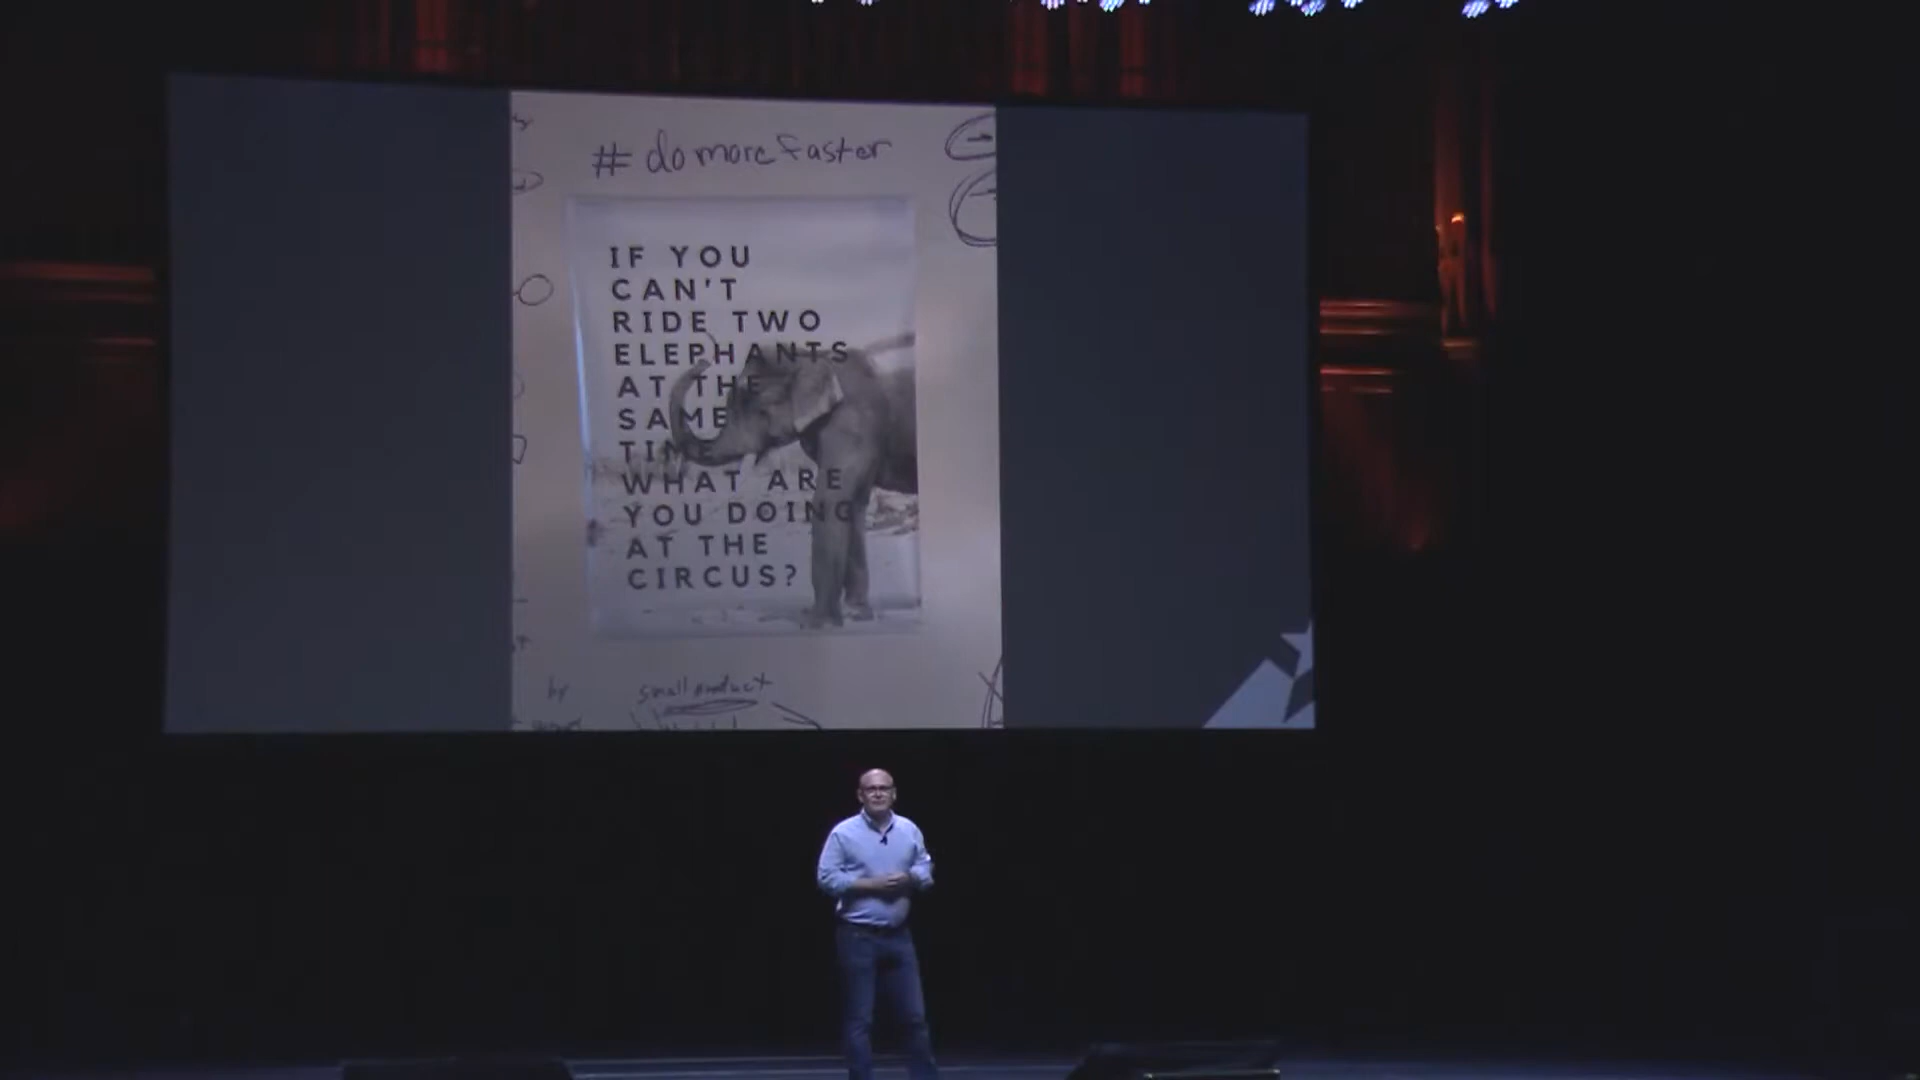 #domorefaster
IF YOU
CAN'T
RIDE TWO
ELEPHANTS
AT THE
SAME
TIME
WHAT ARE
YOU DOING
AT THE
CIRCUS?
by
small product